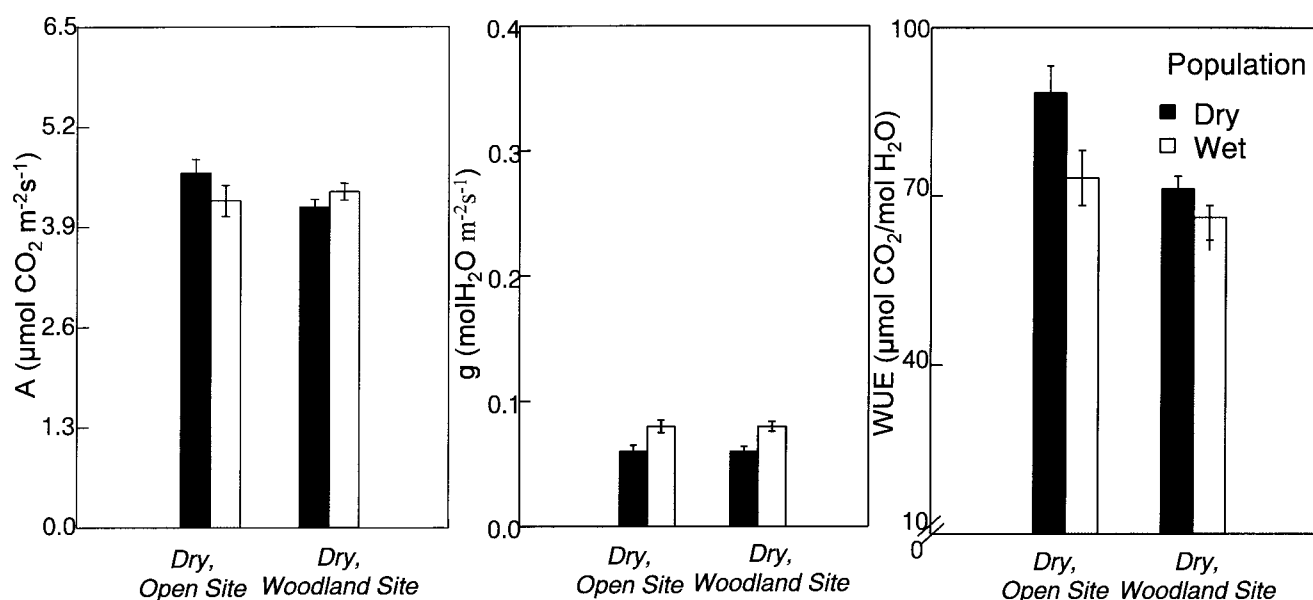 A (µmol CO₂ m⁻²s⁻¹)
6.5
5.2
3.9
2.6
1.3
0.0
Dry,
Open Site
Dry,
Woodland Site
g (molH₂O m⁻²s⁻¹)
0.4
0.3
0.2
0.1
0.0
Dry,
Open Site
Dry,
Woodland Site
WUE (µmol CO₂/mol H₂O)
100
70
40
10
0
Population
Dry
Wet
Dry,
Open Site
Dry,
Woodland Site